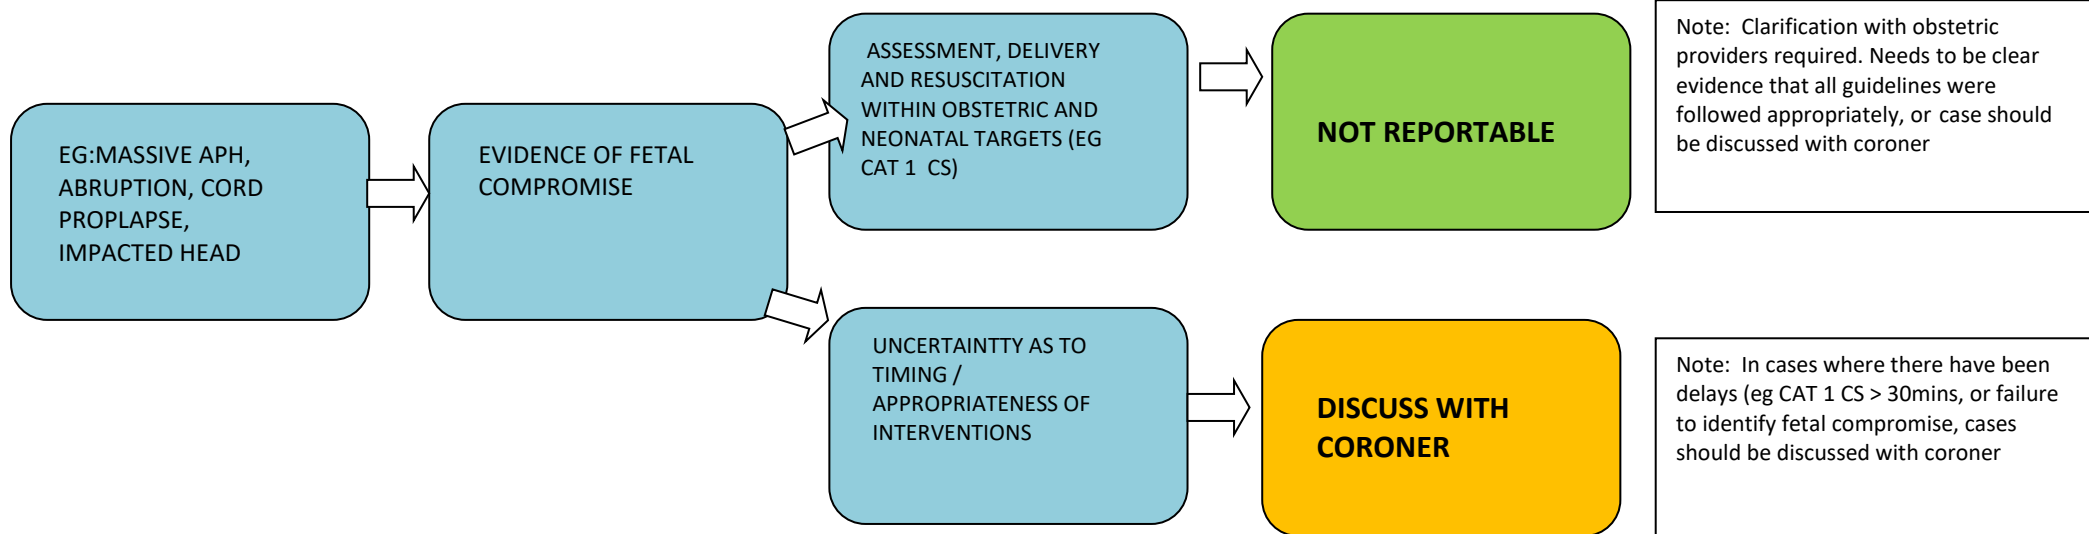 EG:MASSIVE APH,
ABRUPTION, CORD
PROPLAPSE,
IMPACTED HEAD
EVIDENCE OF FETAL
COMPROMISE
ASSESSMENT, DELIVERY
AND RESUSCITATION
WITHIN OBSTETRIC AND
NEONATAL TARGETS (EG
CAT 1  CS)
NOT REPORTABLE
Note:  Clarification with obstetric
providers required. Needs to be clear
evidence that all guidelines were
followed appropriately, or case should
be discussed with coroner
UNCERTAINTTY AS TO
TIMING /
APPROPRIATENESS OF
INTERVENTIONS
DISCUSS WITH
CORONER
Note:  In cases where there have been
delays (eg CAT 1 CS > 30mins, or failure
to identify fetal compromise, cases
should be discussed with coroner